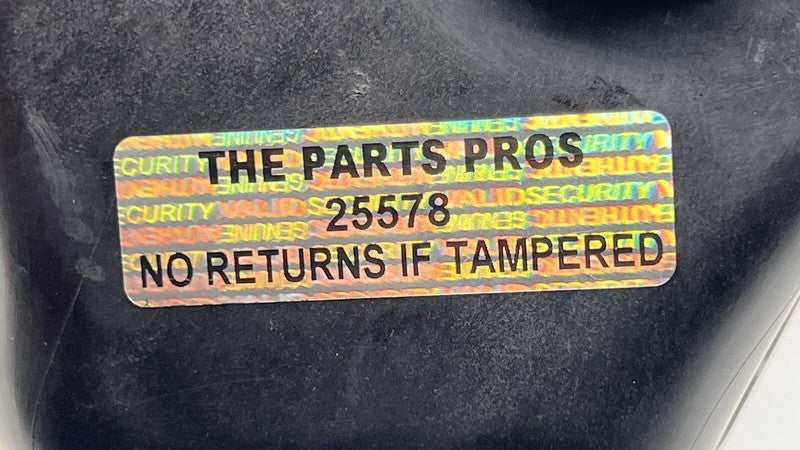 THE PARTS PROS
25578
NO RETURNS IF TAMPERED